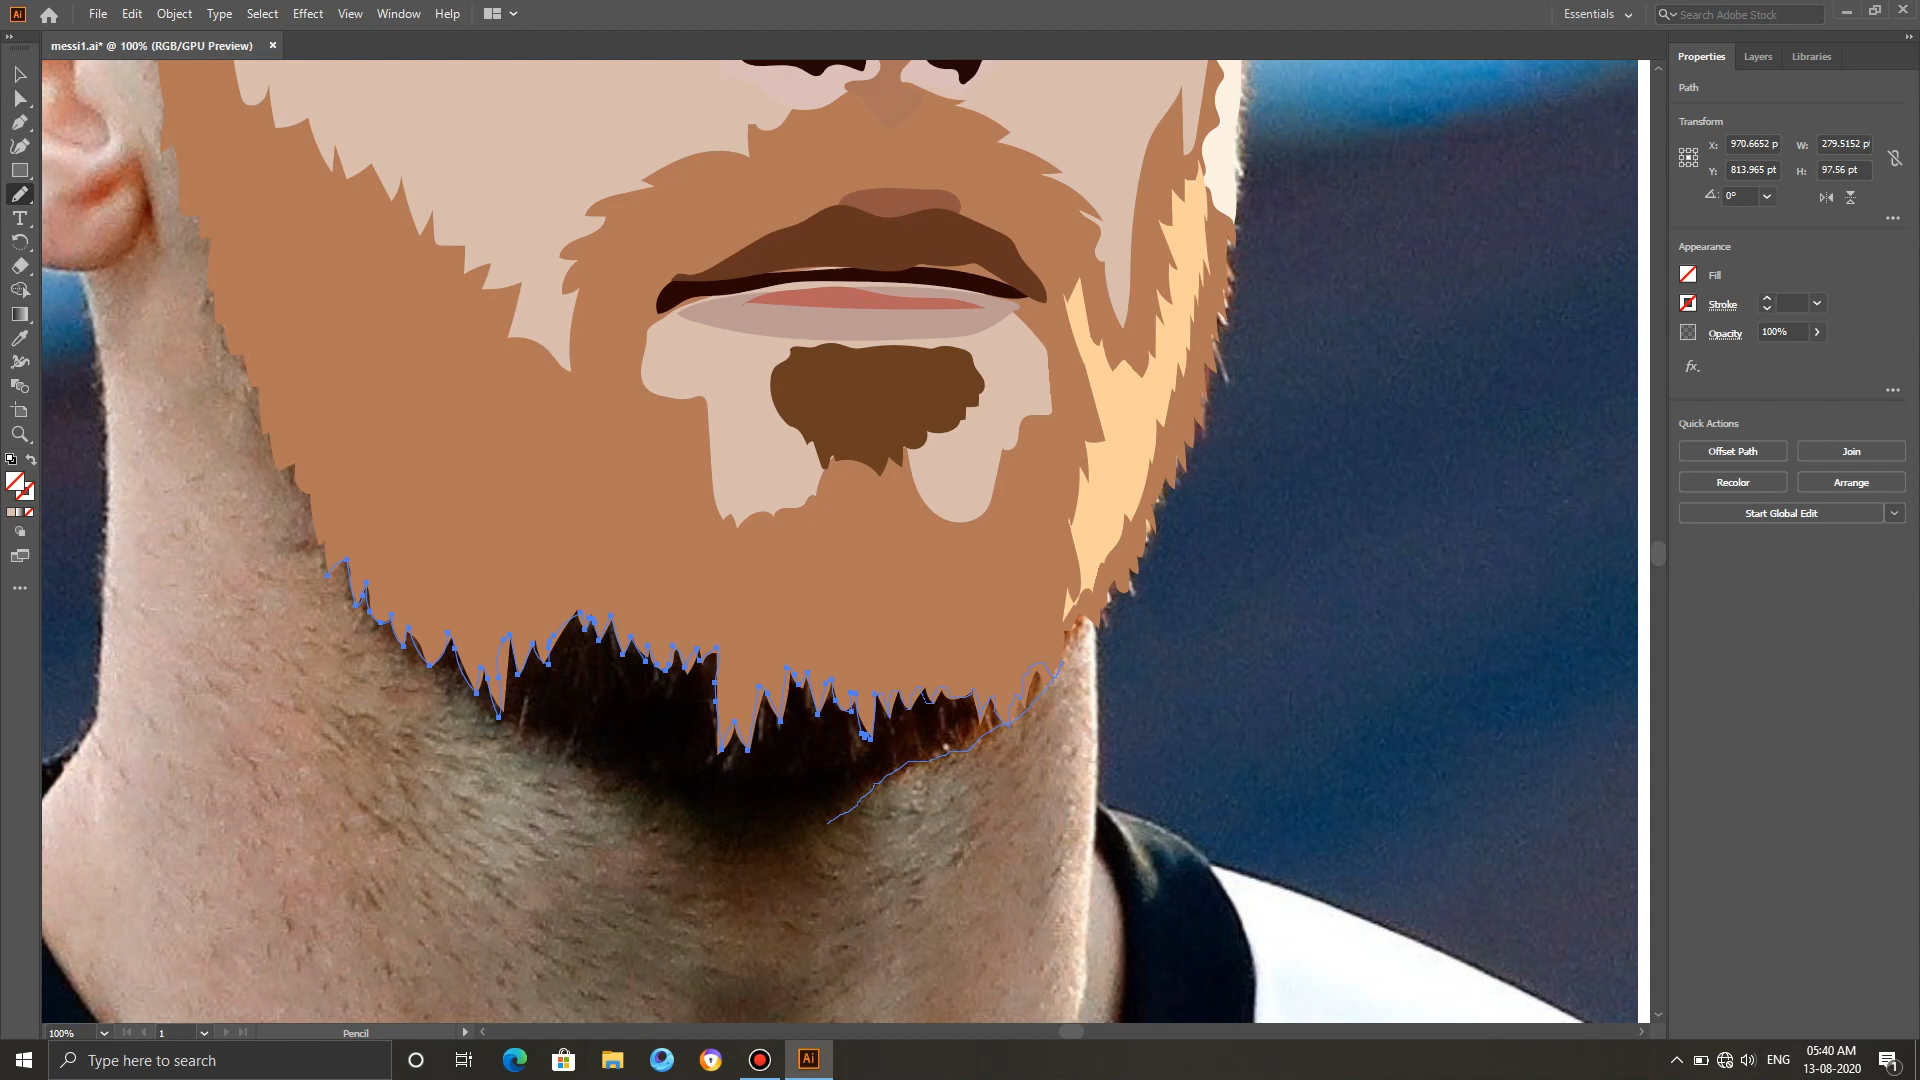 Ai
File Edit Object Type Select Effect View Window Help
Essentials
Search Adobe Stock
messi1.ai* @ 100% (RGB/GPU Preview) ×
Properties Layers Libraries
Path
Transform
X: 970.6652 p W: 279.5152 pt
Y: 813.965 pt H: 97.56 pt
0°
Appearance
Fill
Stroke
Opacity 100%
fx.
Quick Actions
Offset Path Join
Recolor Arrange
Start Global Edit
100% 1 Pencil
Type here to search
Ai
ENG
05:40 AM
13-08-2020
1